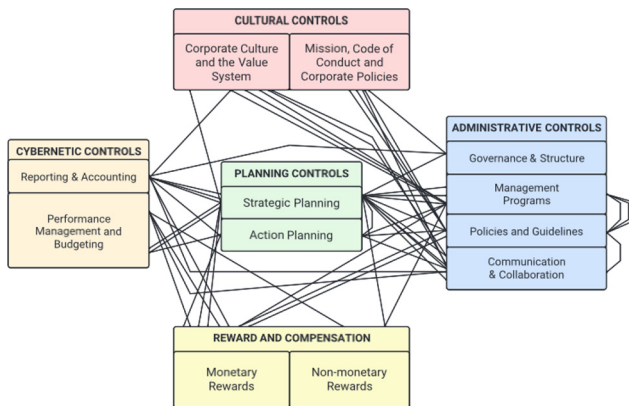 CULTURAL CONTROLS
Corporate Culture
and the Value
System
Mission, Code of
Conduct and
Corporate Policies
CYBERNETIC CONTROLS
Reporting & Accounting
Performance
Management and
Budgeting
PLANNING CONTROLS
Strategic Planning
Action Planning
ADMINISTRATIVE CONTROLS
Governance & Structure
Management
Programs
Policies and Guidelines
Communication
& Collaboration
REWARD AND COMPENSATION
Monetary
Rewards
Non-monetary
Rewards